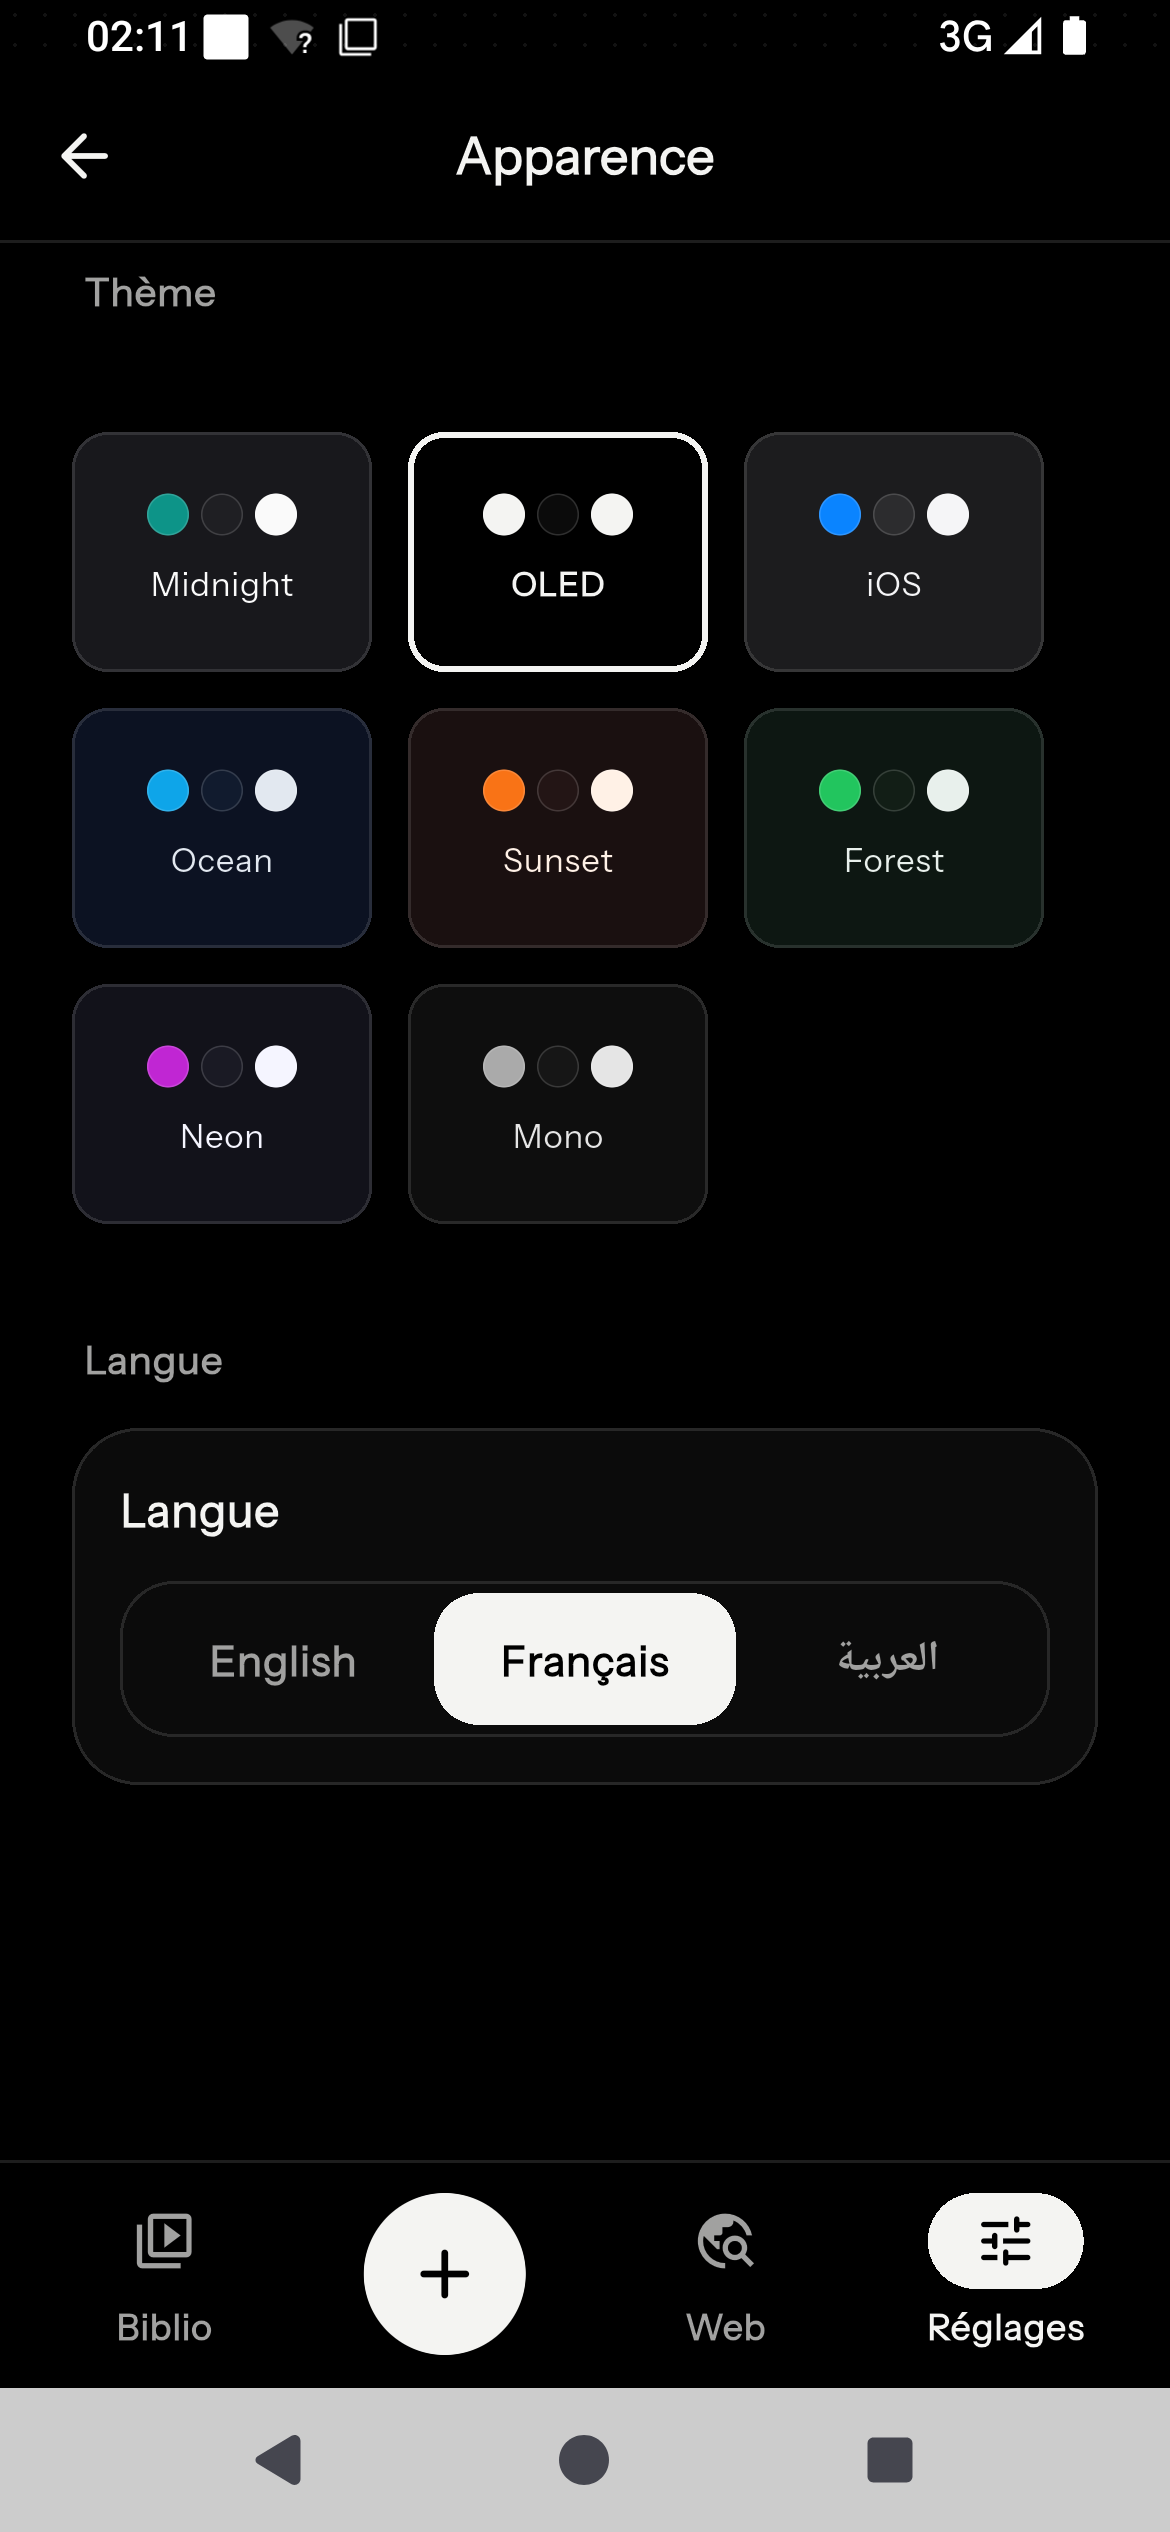 02:11 3G
Apparence
Thème
Midnight OLED iOS
Ocean Sunset Forest
Neon Mono
Langue
Langue
English Français العربية
Biblio Web Réglages